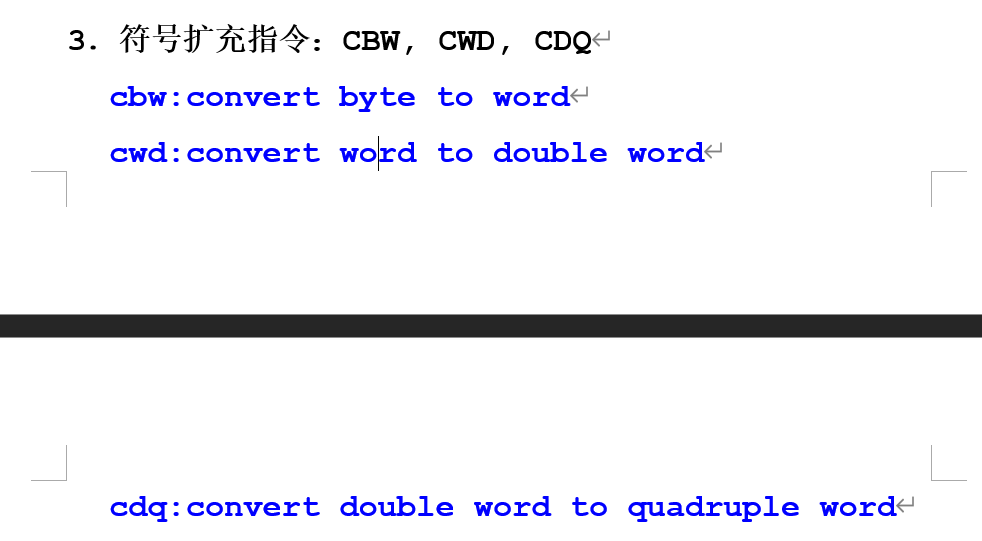 3. 符号扩充指令：CBW, CWD, CDQ
cbw:convert byte to word
cwd:convert word to double word
cdq:convert double word to quadruple word